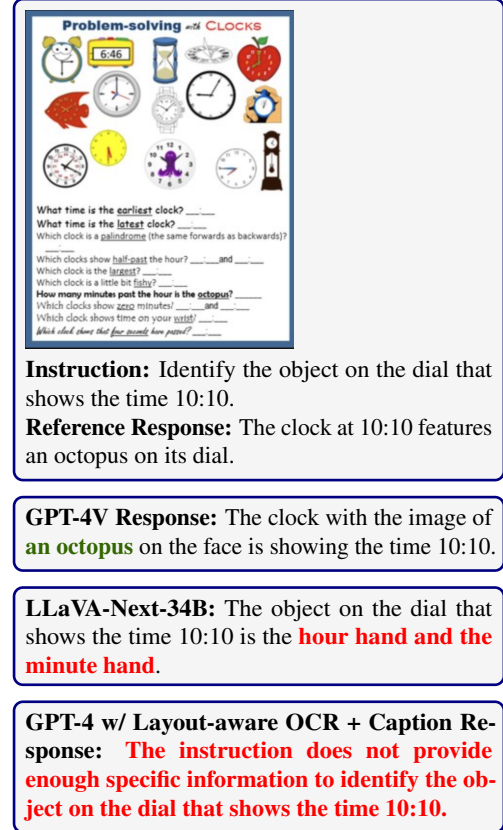 Problem-solving with CLOCKS
6:46
What time is the earliest clock? ___:___
What time is the latest clock? ___:___
Which clock is a palindrome (the same forwards as backwards)?
___:___
Which clocks show half-past the hour? ___:___and ___:___
Which clock is the largest? ___:___
Which clock is a little bit fishy? ___:___
How many minutes past the hour is the octopus? ______
Which clocks show zero minutes? ___:___and ___:___
Which clock shows time on your wrist? ___:___
Which clock shows that four seconds have passed? ___:___
Instruction: Identify the object on the dial that
shows the time 10:10.
Reference Response: The clock at 10:10 features
an octopus on its dial.
GPT-4V Response: The clock with the image of
an octopus on the face is showing the time 10:10.
LLaVA-Next-34B: The object on the dial that
shows the time 10:10 is the hour hand and the
minute hand.
GPT-4 w/ Layout-aware OCR + Caption Re-
sponse: The instruction does not provide
enough specific information to identify the ob-
ject on the dial that shows the time 10:10.